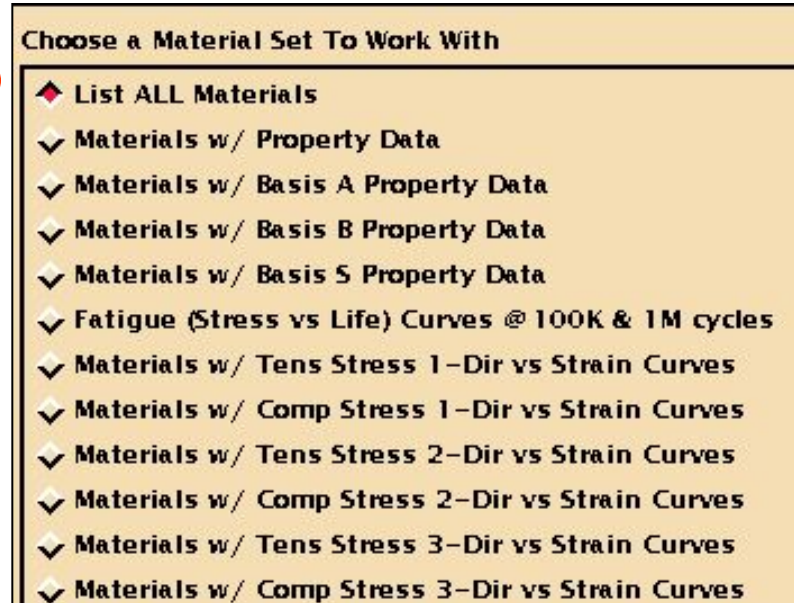 Choose a Material Set To Work With
List ALL Materials
Materials w/ Property Data
Materials w/ Basis A Property Data
Materials w/ Basis B Property Data
Materials w/ Basis S Property Data
Fatigue (Stress vs Life) Curves @ 100K & 1M cycles
Materials w/ Tens Stress 1-Dir vs Strain Curves
Materials w/ Comp Stress 1-Dir vs Strain Curves
Materials w/ Tens Stress 2-Dir vs Strain Curves
Materials w/ Comp Stress 2-Dir vs Strain Curves
Materials w/ Tens Stress 3-Dir vs Strain Curves
Materials w/ Comp Stress 3-Dir vs Strain Curves